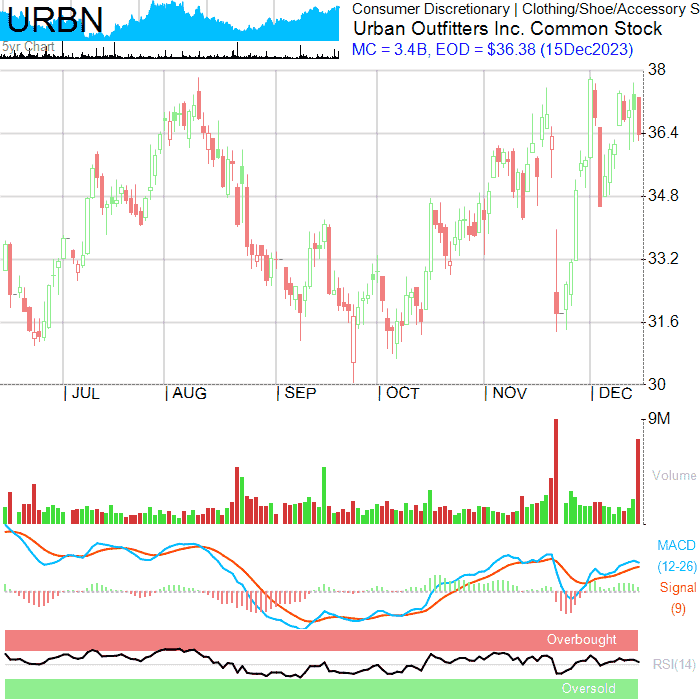 URBN
5yr Chart
Consumer Discretionary | Clothing/Shoe/Accessory S
Urban Outfitters Inc. Common Stock
MC = 3.4B, EOD = $36.38 (15Dec2023)
38
36.4
34.8
33.2
31.6
30
| JUL | AUG | SEP | OCT | NOV | DEC
9M
Volume
MACD
(12-26)
Signal
(9)
Overbought
RSI(14)
Oversold